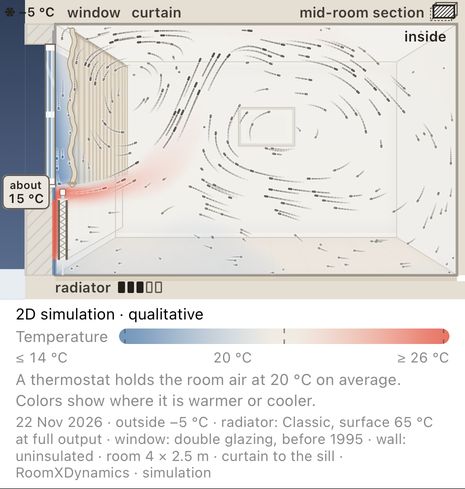 ✱ −5 °C window curtain mid-room section
inside
about
15 °C
radiator
2D simulation · qualitative
Temperature
≤ 14 °C 20 °C ≥ 26 °C
A thermostat holds the room air at 20 °C on average.
Colors show where it is warmer or cooler.
22 Nov 2026 · outside −5 °C · radiator: Classic, surface 65 °C
at full output · window: double glazing, before 1995 · wall:
uninsulated · room 4 × 2.5 m · curtain to the sill ·
RoomXDynamics · simulation